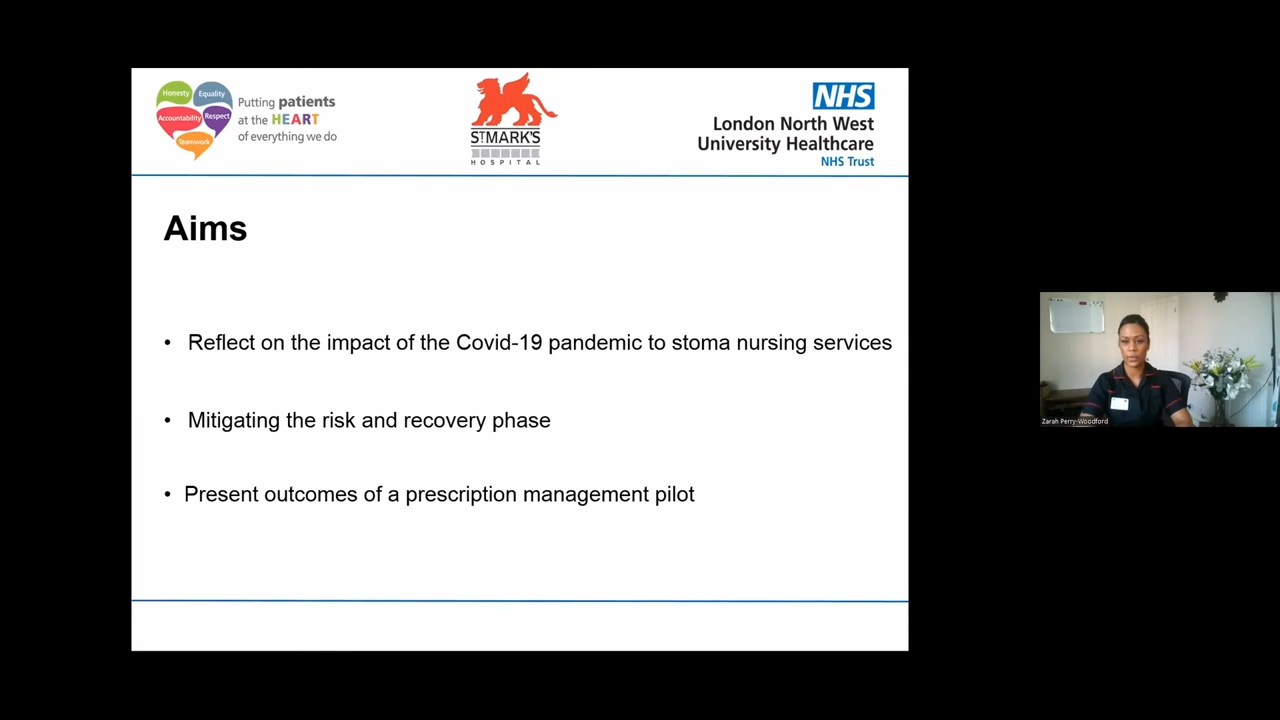 Honesty
Equality
Accountability
Respect
Teamwork
Putting patients
at the HEART
of everything we do
ST MARK'S
HOSPITAL
NHS
London North West
University Healthcare
NHS Trust
Aims
• Reflect on the impact of the Covid-19 pandemic to stoma nursing services
• Mitigating the risk and recovery phase
• Present outcomes of a prescription management pilot
Zarah Perry-Woodford